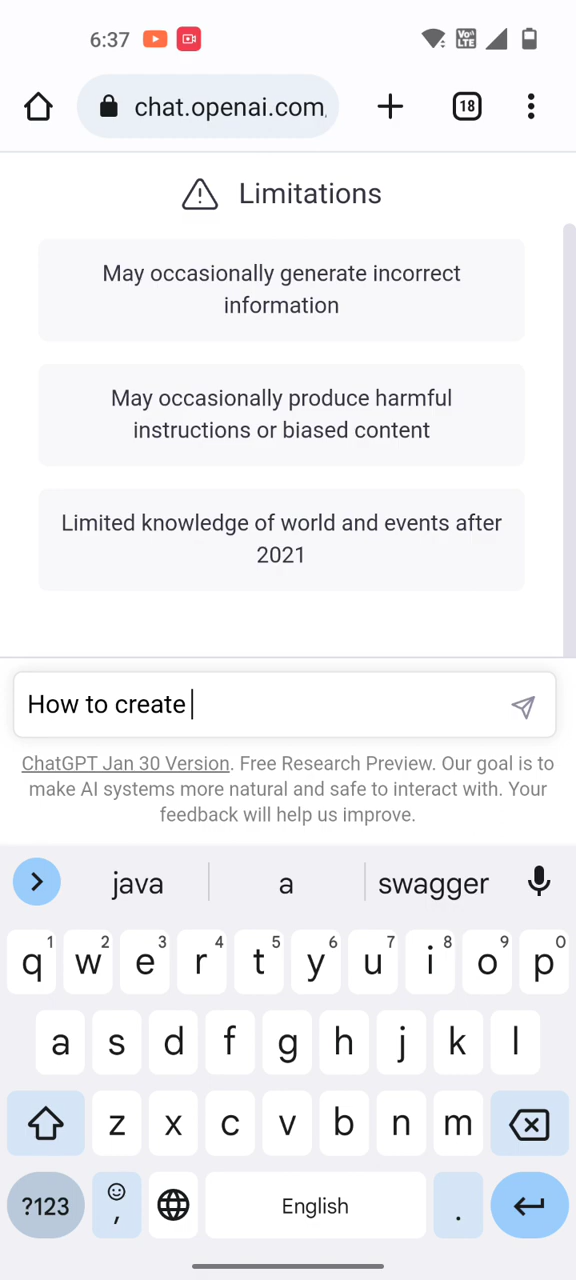 6:37
Vo))
LTE
chat.openai.com
18
Limitations
May occasionally generate incorrect
information
May occasionally produce harmful
instructions or biased content
Limited knowledge of world and events after
2021
How to create
ChatGPT Jan 30 Version. Free Research Preview. Our goal is to
make AI systems more natural and safe to interact with. Your
feedback will help us improve.
java a swagger
1 2 3 4 5 6 7 8 9 0
q w e r t y u i o p
a s d f g h j k l
z x c v b n m
?123 , English .